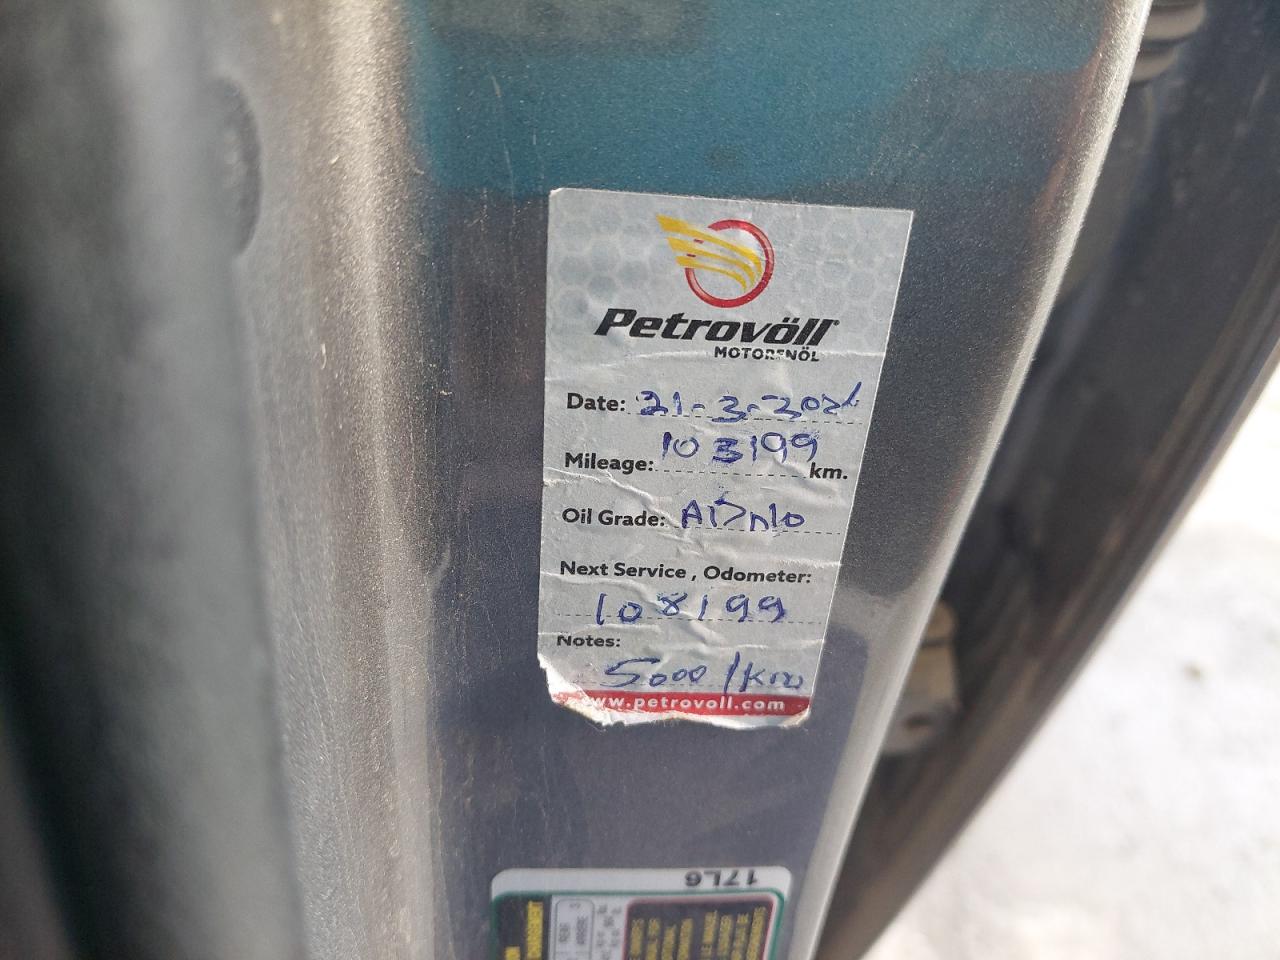 Petrovöll
MOTORENÖL
Date: 21-3-2024
Mileage: 103199 km.
Oil Grade:
Next Service , Odometer:
108199
Notes:
5000/Km
www.petrovoll.com
17L6